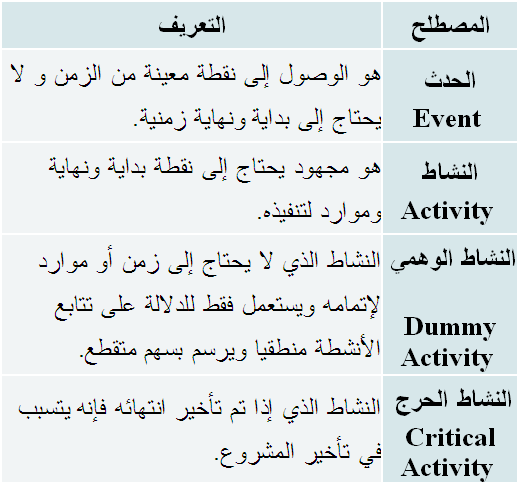 المصطلح
التعريف
الحدث
Event
هو الوصول إلى نقطة معينة من الزمن و لا
يحتاج إلى بداية ونهاية زمنية.
النشاط
Activity
هو مجهود يحتاج إلى نقطة بداية ونهاية
وموارد لتنفيذه.
النشاط الوهمي
Dummy
Activity
النشاط الذي لا يحتاج إلى زمن أو موارد
لإتمامه ويستعمل فقط للدلالة على تتابع
الأنشطة منطقيا ويرسم بسهم متقطع.
النشاط الحرج
Critical
Activity
النشاط الذي إذا تم تأخير انتهائه فإنه يتسبب
في تأخير المشروع.